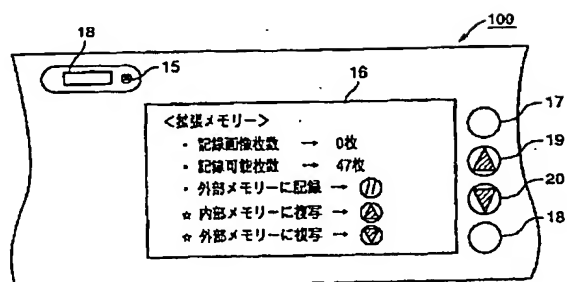 100
18
15
16
17
19
20
18
<拡張メモリー>
・ 記録画像枚数 → 0枚
・ 記録可能枚数 → 47枚
・ 外部メモリーに記録 →
☆ 内部メモリーに複写 →
☆ 外部メモリーに複写 →